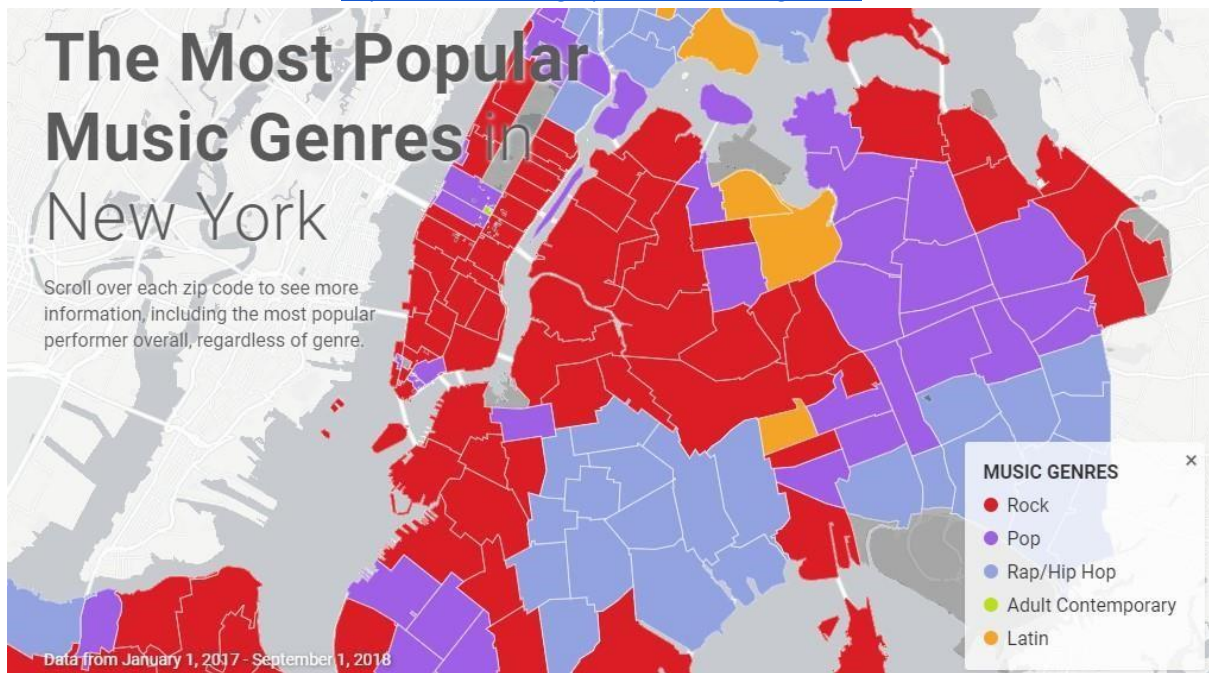 The Most Popular
Music Genres in
New York
Scroll over each zip code to see more
information, including the most popular
performer overall, regardless of genre.
MUSIC GENRES
×
Rock
Pop
Rap/Hip Hop
Adult Contemporary
Latin
Data from January 1, 2017 - September 1, 2018